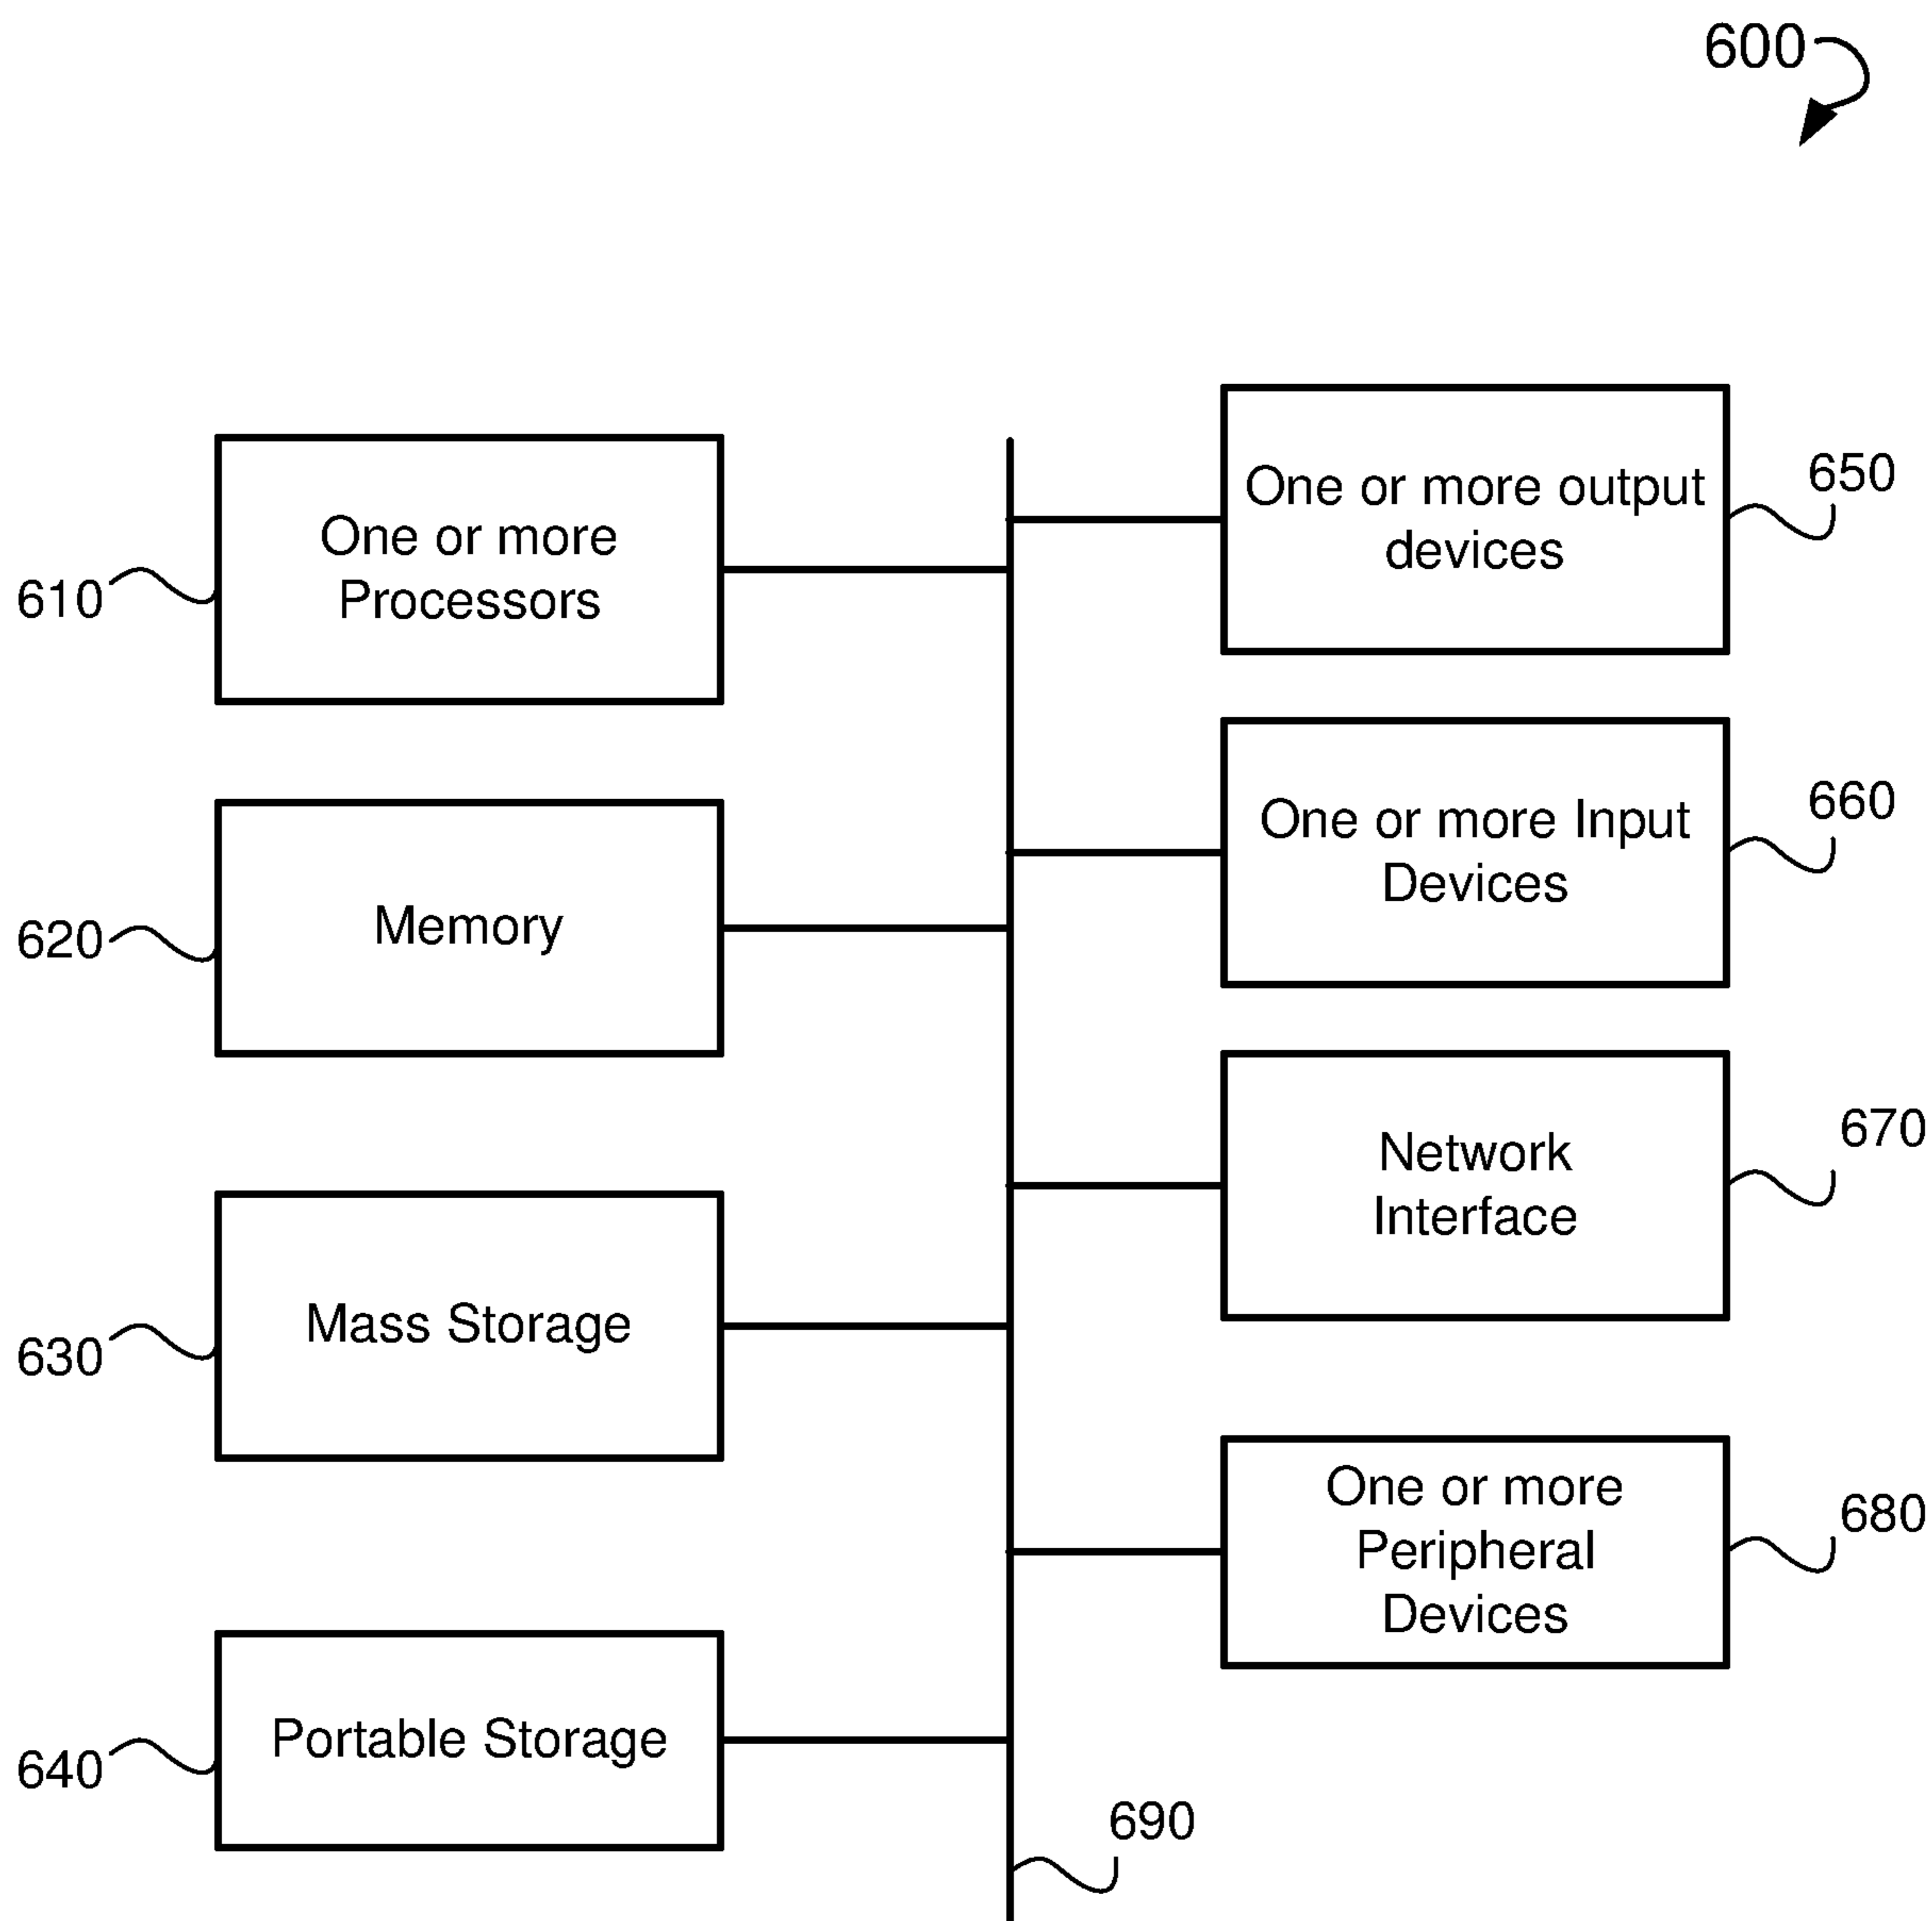 600
One or more
Processors
610
Memory
620
Mass Storage
630
Portable Storage
640
One or more output
devices
650
One or more Input
Devices
660
Network
Interface
670
One or more
Peripheral
Devices
680
690